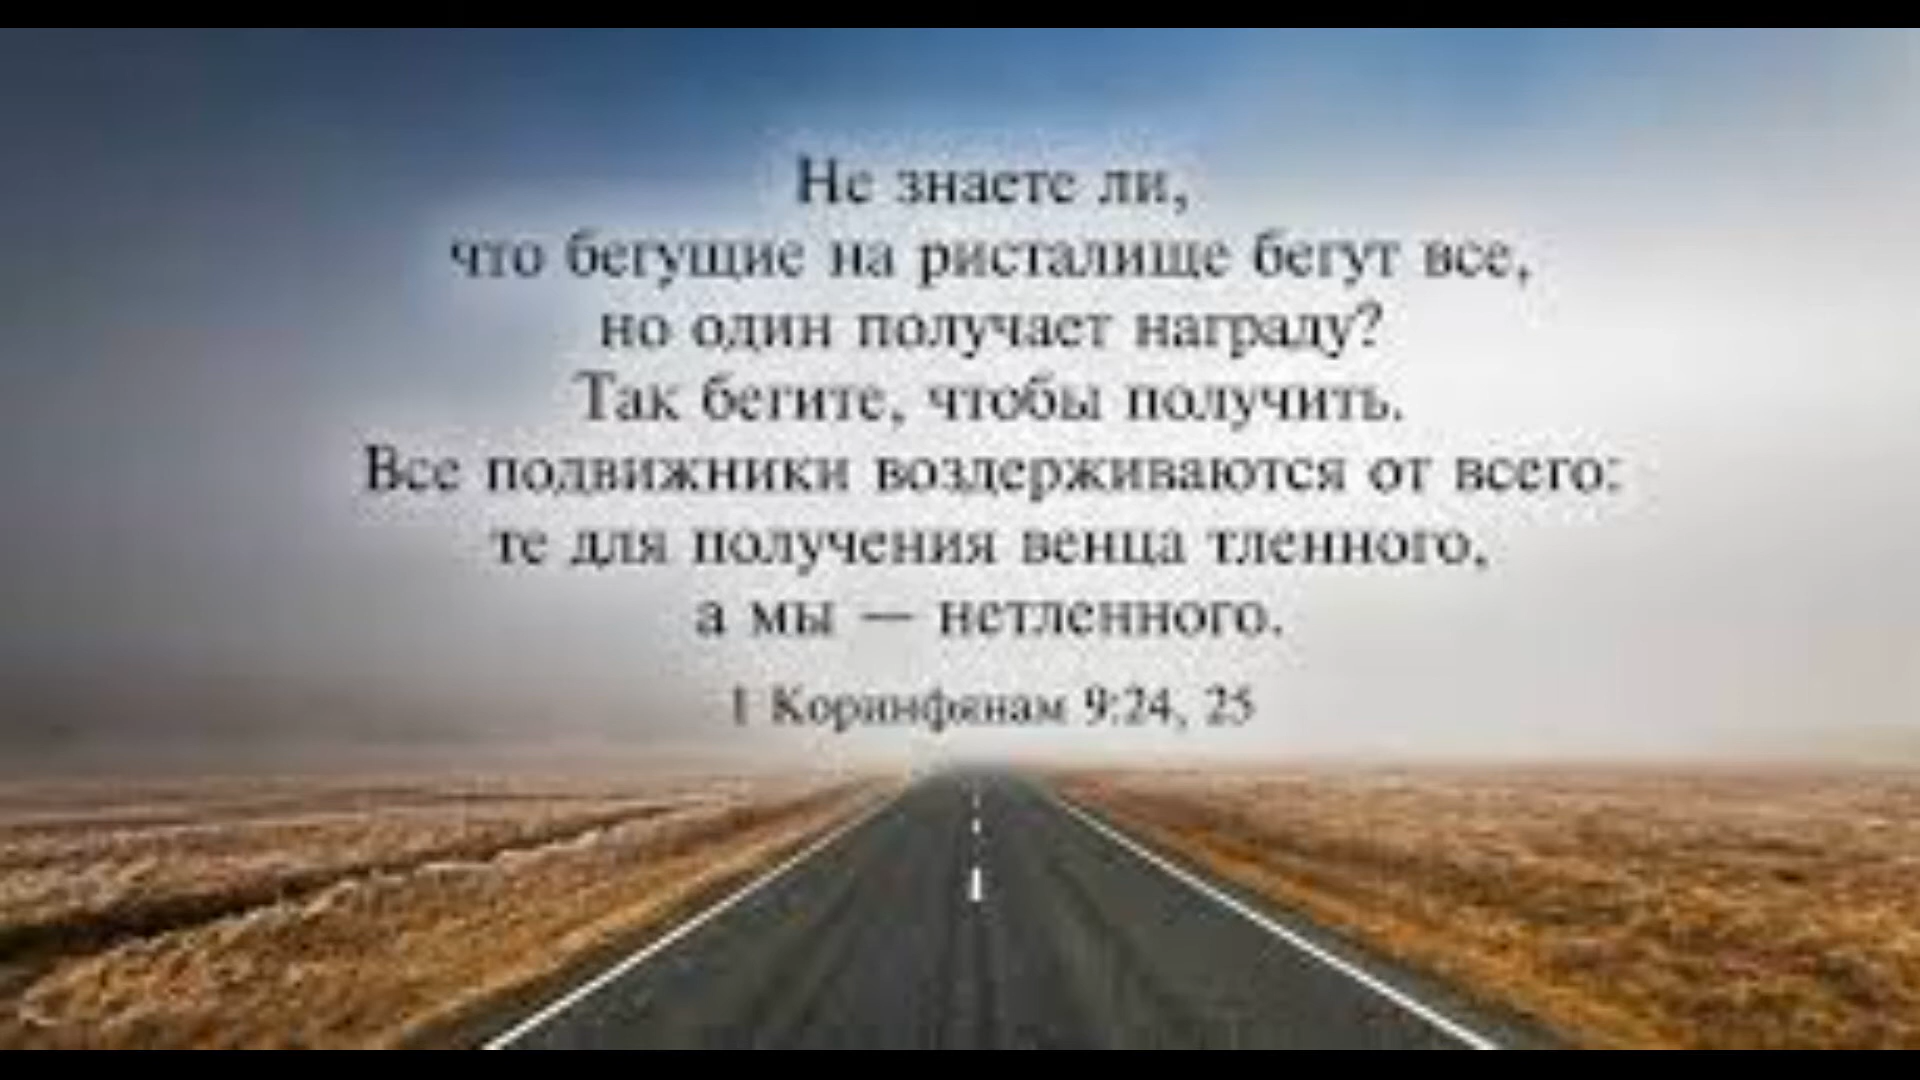 Не знаете ли,
что бегущие на ристалище бегут все,
но один получает награду?
Так бегите, чтобы получить.
Все подвижники воздерживаются от всего:
те для получения венца тленного,
а мы — нетленного.
1 Коринфянам 9:24, 25